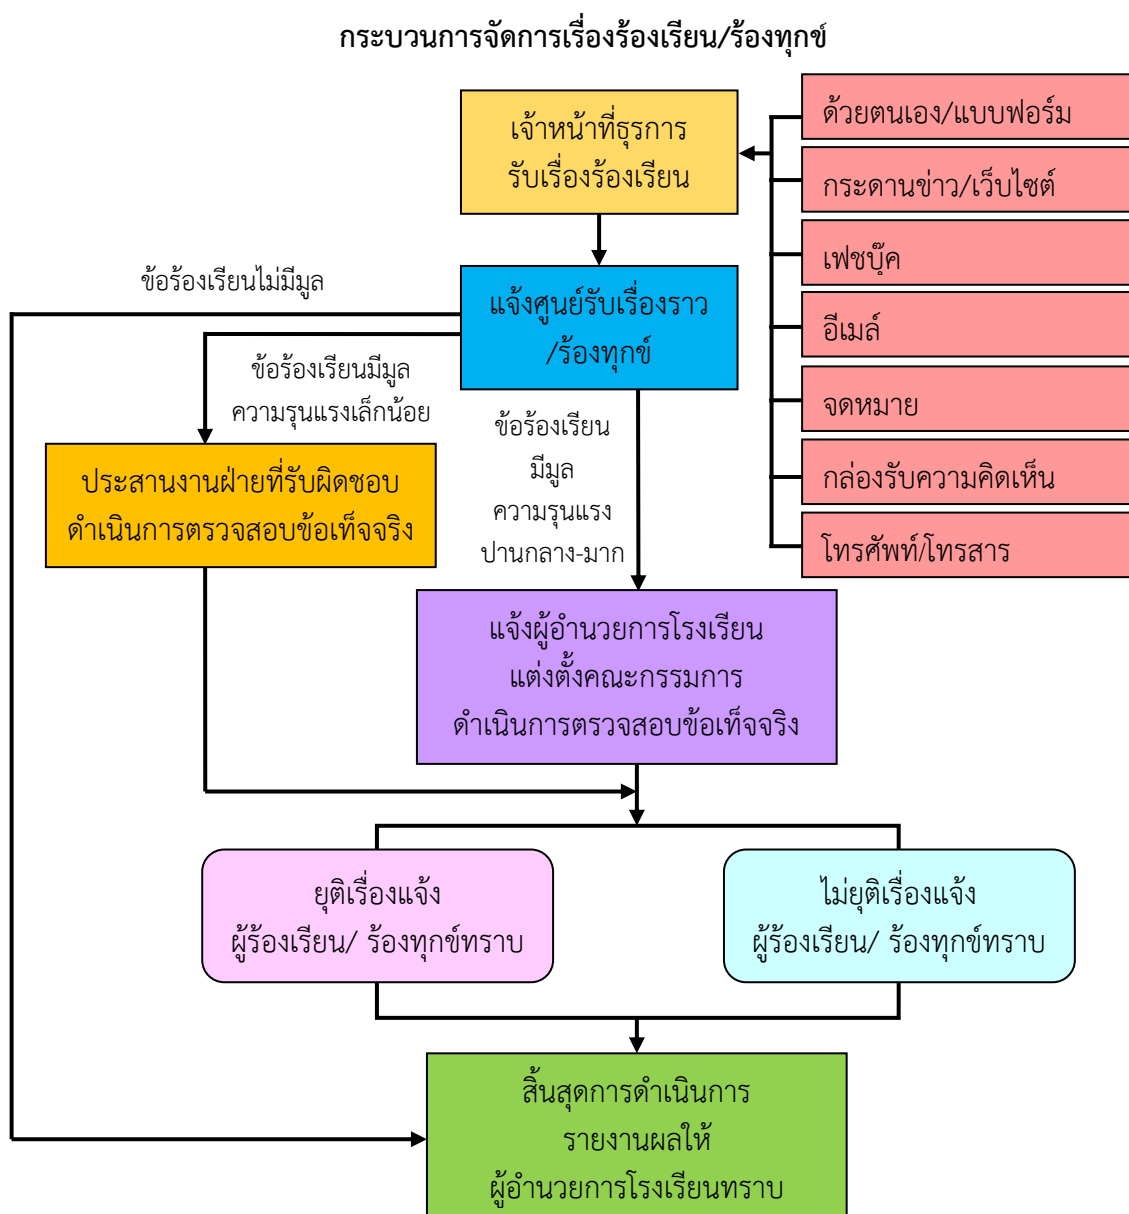 กระบวนการจัดการเรื่องร้องเรียน/ร้องทุกข์
เจ้าหน้าที่ธุรการ
รับเรื่องร้องเรียน
ด้วยตนเอง/แบบฟอร์ม
กระดานข่าว/เว็บไซต์
เฟซบุ๊ค
อีเมล์
จดหมาย
กล่องรับความคิดเห็น
โทรศัพท์/โทรสาร
แจ้งศูนย์รับเรื่องราว
/ร้องทุกข์
ข้อร้องเรียนไม่มีมูล
ข้อร้องเรียนมีมูล
ความรุนแรงเล็กน้อย
ข้อร้องเรียน
มีมูล
ความรุนแรง
ปานกลาง-มาก
ประสานงานฝ่ายที่รับผิดชอบ
ดำเนินการตรวจสอบข้อเท็จจริง
แจ้งผู้อำนวยการโรงเรียน
แต่งตั้งคณะกรรมการ
ดำเนินการตรวจสอบข้อเท็จจริง
ยุติเรื่องแจ้ง
ผู้ร้องเรียน/ ร้องทุกข์ทราบ
ไม่ยุติเรื่องแจ้ง
ผู้ร้องเรียน/ ร้องทุกข์ทราบ
สิ้นสุดการดำเนินการ
รายงานผลให้
ผู้อำนวยการโรงเรียนทราบ